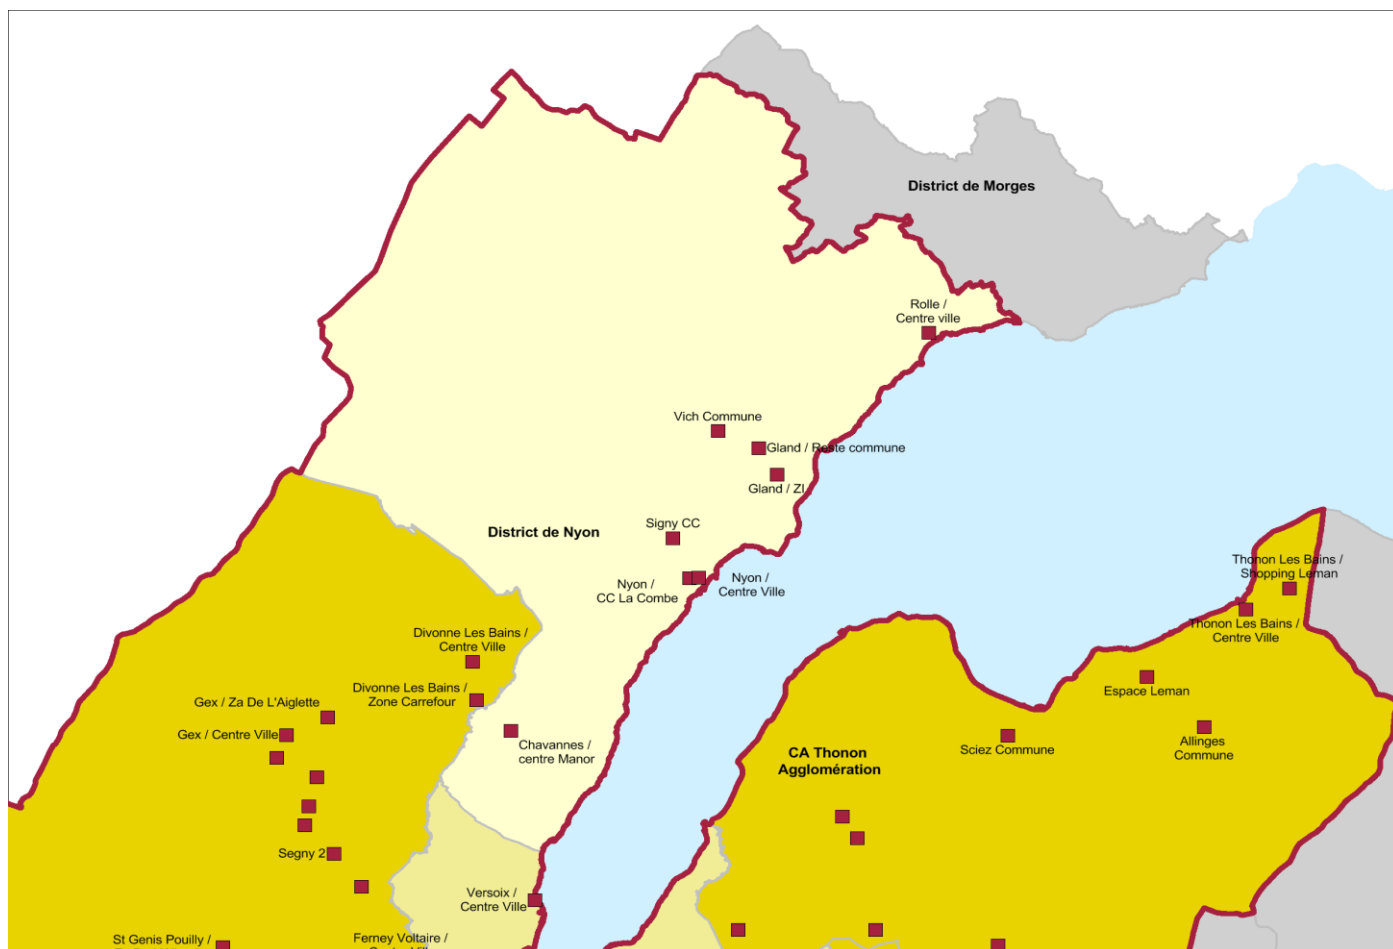 District de Morges
Rolle /
Centre ville
Vich Commune
Gland / Reste commune
Gland / ZI
Signy CC
District de Nyon
Nyon /
CC La Combe
Nyon /
Centre Ville
Thonon Les Bains /
Shopping Leman
Thonon Les Bains /
Centre Ville
Divonne Les Bains /
Centre Ville
Divonne Les Bains /
Zone Carrefour
Espace Leman
Gex / Za De L'Aiglette
Gex / Centre Ville
Chavannes /
centre Manor
CA Thonon
Agglomération
Sciez Commune
Allinges
Commune
Segny 2
Versoix /
Centre Ville
St Genis Pouilly /
Ferney Voltaire /